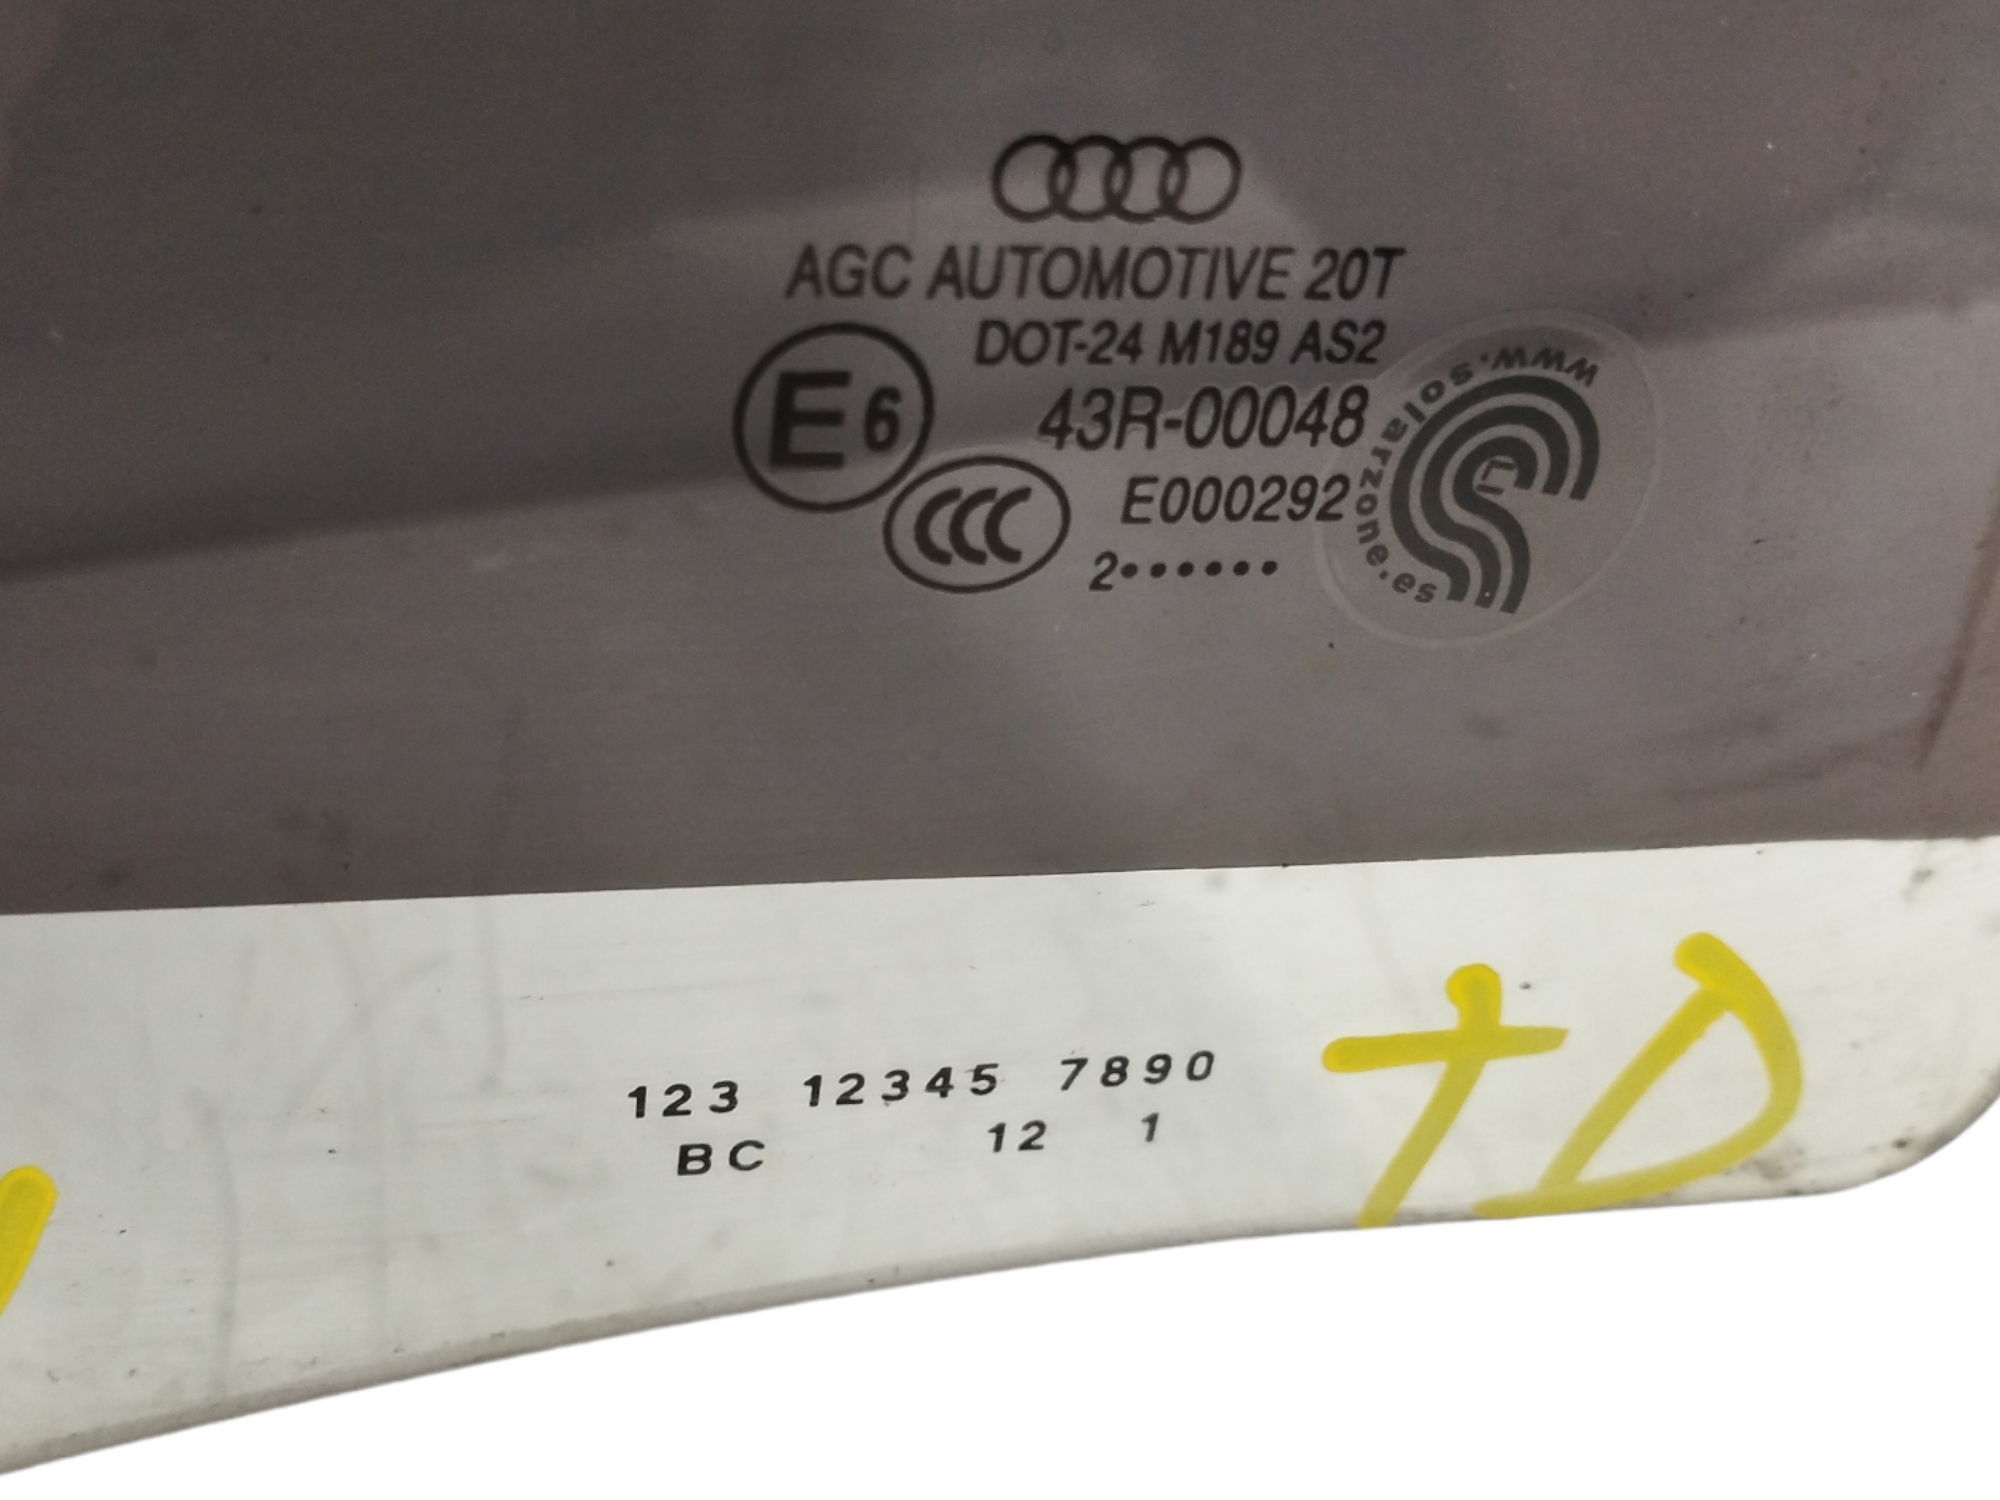 AGC AUTOMOTIVE 20T
DOT-24 M189 AS2
E6
43R-00048
CCC
E000292
2••••••
www.solarzone.es
123 12345 7890
BC 12 1
TD